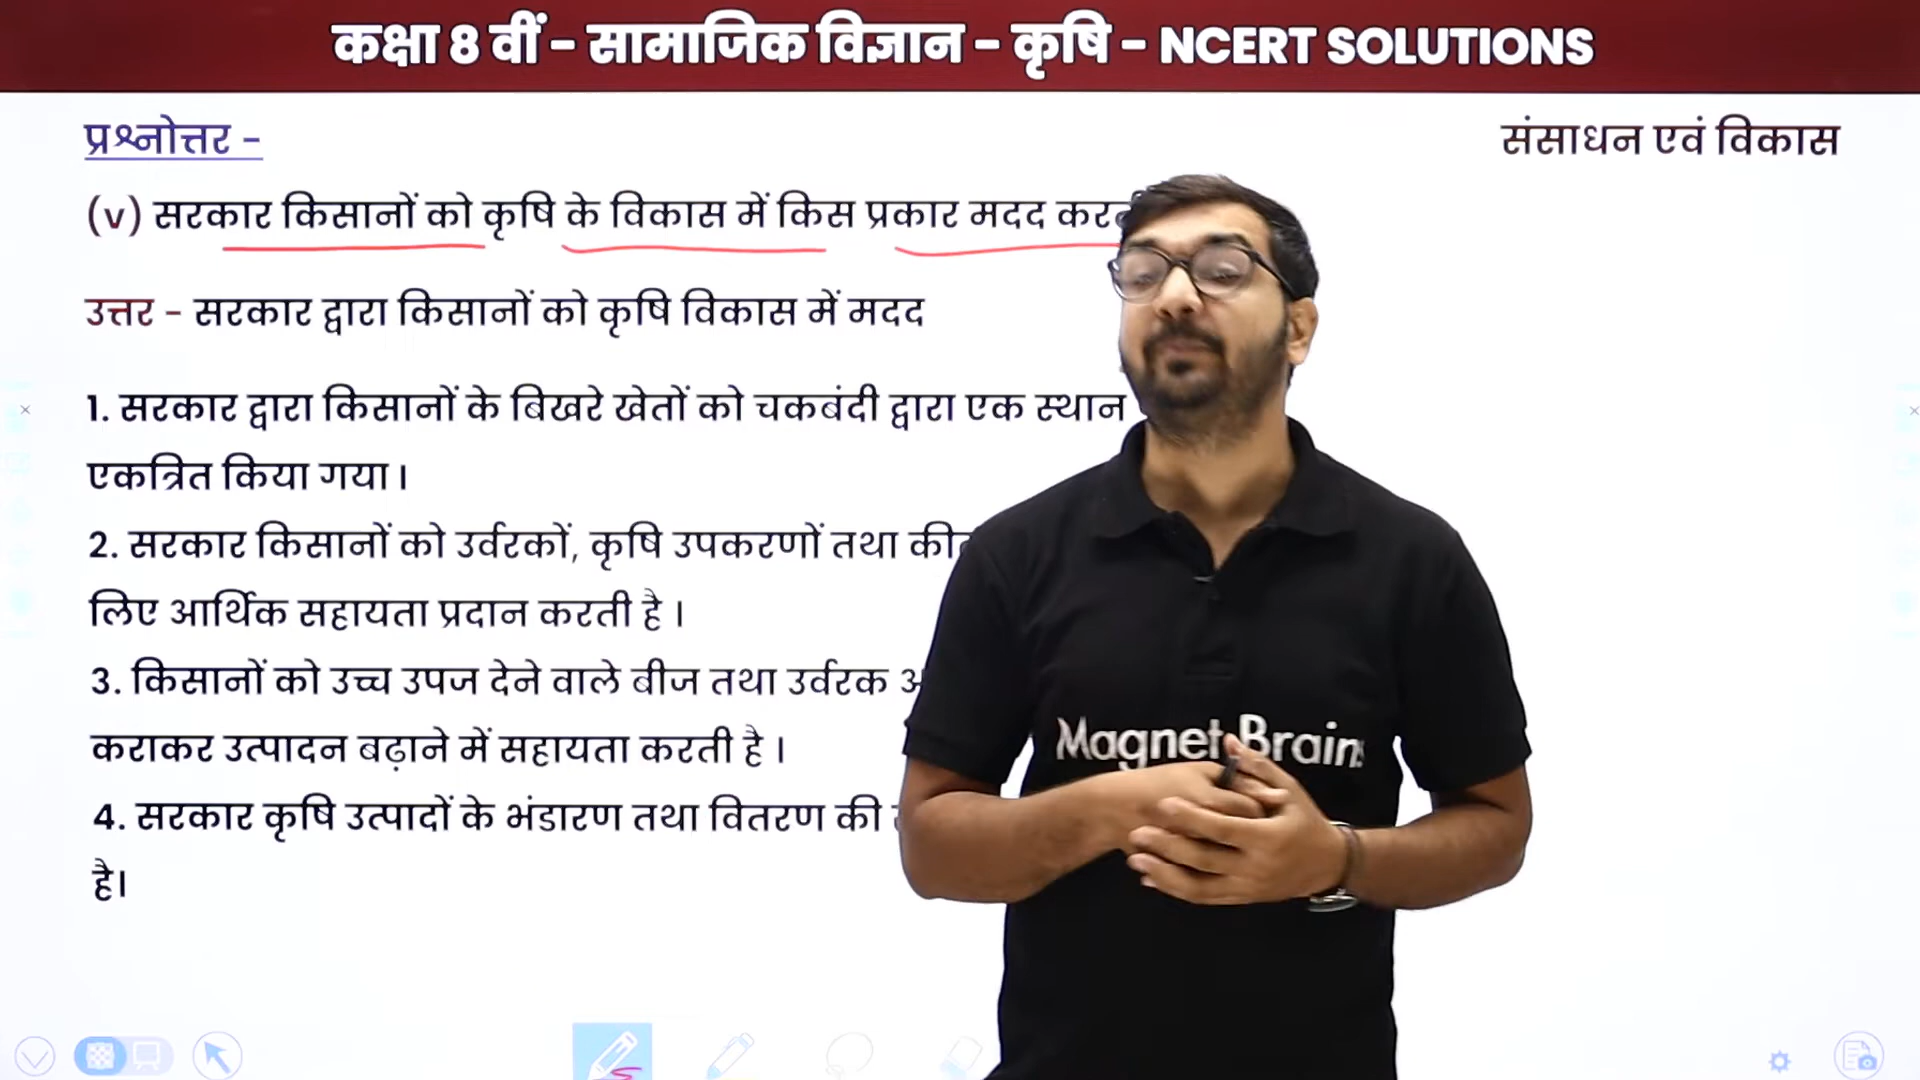 कक्षा 8 वीं - सामाजिक विज्ञान - कृषि - NCERT SOLUTIONS
प्रश्नोत्तर -
संसाधन एवं विकास
(v) सरकार किसानों को कृषि के विकास में किस प्रकार मदद
उत्तर - सरकार द्वारा किसानों को कृषि विकास में मदद
1. सरकार द्वारा किसानों के बिखरे खेतों को चकबंदी द्वारा एक स्थान
एकत्रित किया गया।
2. सरकार किसानों को उर्वरकों, कृषि उपकरणों तथा
लिए आर्थिक सहायता प्रदान करती है ।
3. किसानों को उच्च उपज देने वाले बीज तथा उर्वरक
कराकर उत्पादन बढ़ाने में सहायता करती है ।
4. सरकार कृषि उत्पादों के भंडारण तथा वितरण की
है।
Magnet Brains